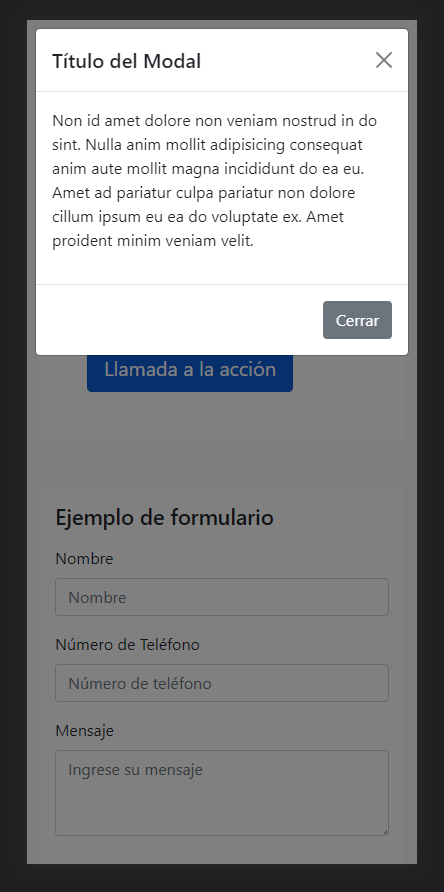 Título del Modal
Non id amet dolore non veniam nostrud in do
sint. Nulla anim mollit adipisicing consequat
anim aute mollit magna incididunt do ea eu.
Amet ad pariatur culpa pariatur non dolore
cillum ipsum eu ea do voluptate ex. Amet
proident minim veniam velit.
Cerrar
Llamada a la acción
Ejemplo de formulario
Nombre
Nombre
Número de Teléfono
Número de teléfono
Mensaje
Ingrese su mensaje